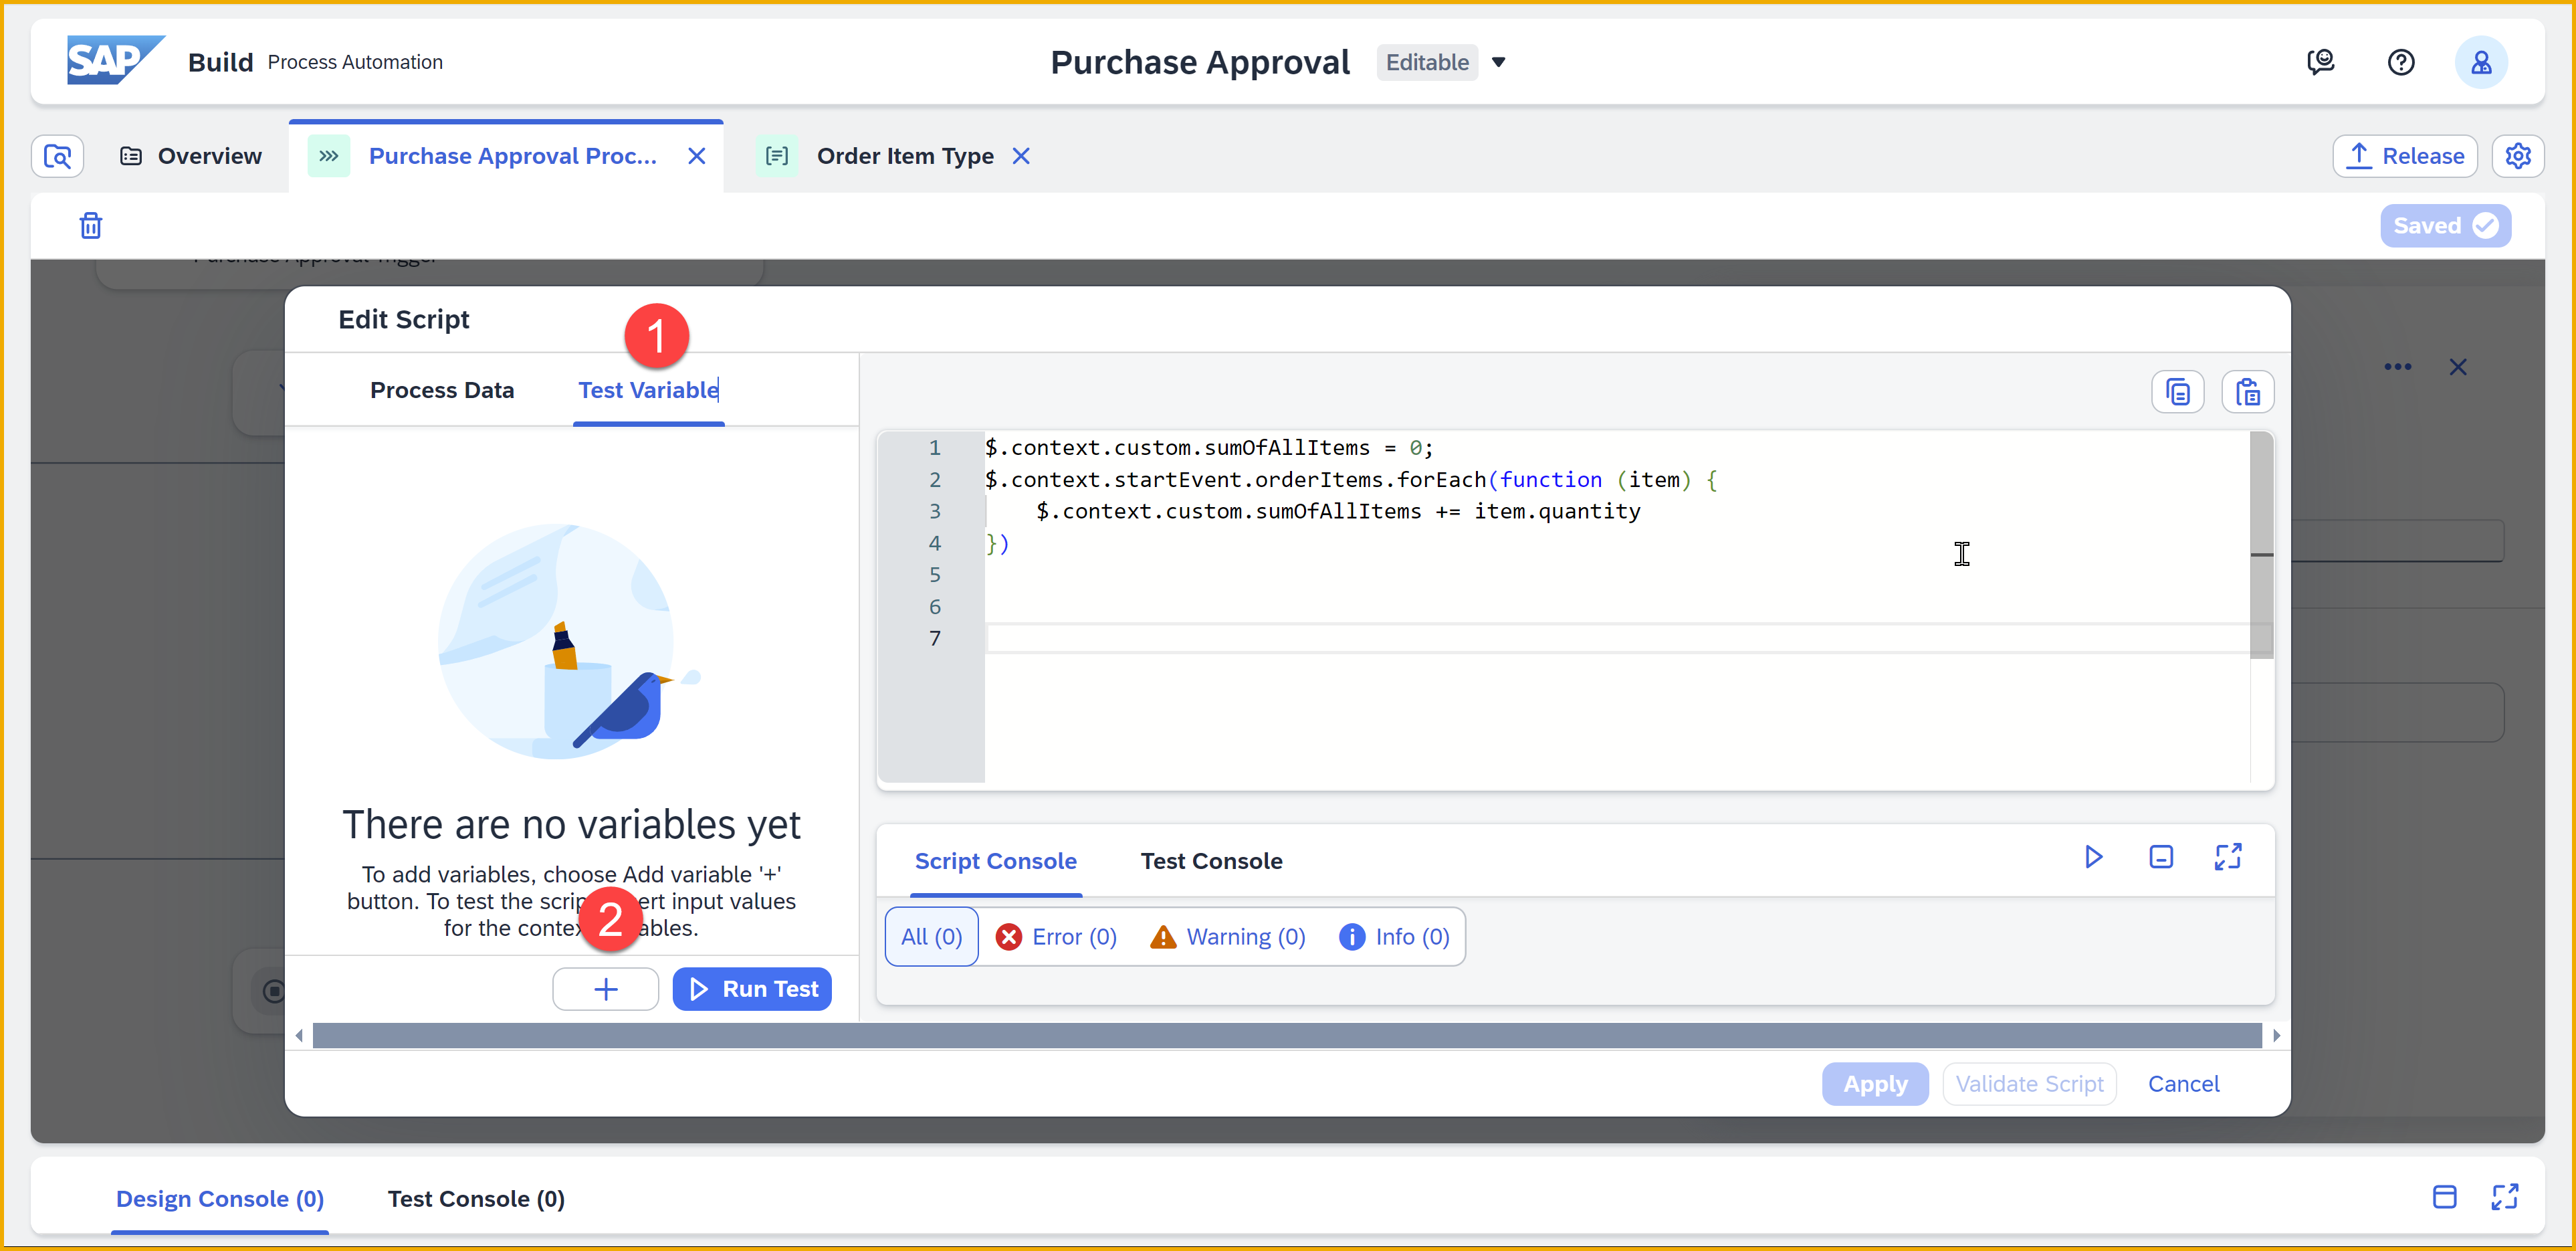 SAP Build Process Automation
Purchase Approval Editable
Overview
Purchase Approval Proc...
Order Item Type
Release
Saved
Purchase Approval Trigger
Edit Script
1
Process Data
Test Variable
1 $.context.custom.sumOfAllItems = 0;
2 $.context.startEvent.orderItems.forEach(function (item) {
3 $.context.custom.sumOfAllItems += item.quantity
4 })
5
6
7
There are no variables yet
To add variables, choose Add variable '+'
button. To test the scrip ert input values
for the contex ables.
2
Run Test
Script Console
Test Console
All (0)
Error (0)
Warning (0)
Info (0)
Apply
Validate Script
Cancel
Design Console (0)
Test Console (0)